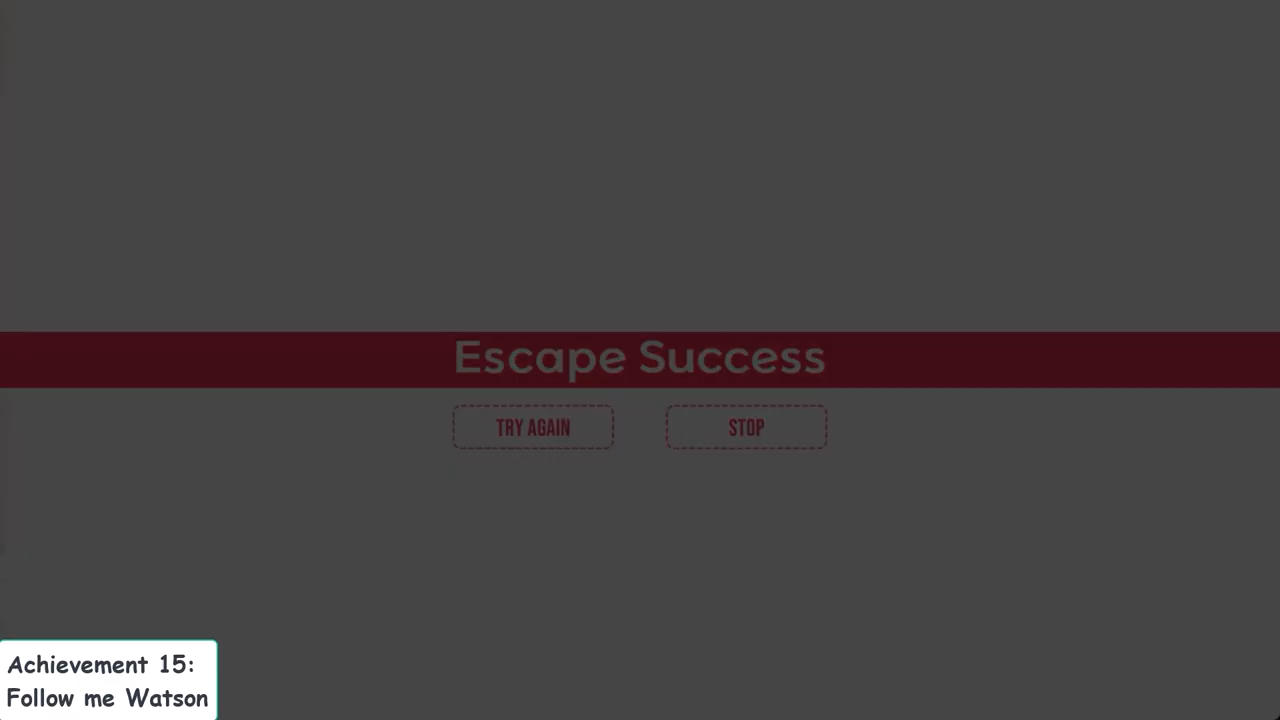 Escape Success
TRY AGAIN
STOP
Achievement 15:
Follow me Watson